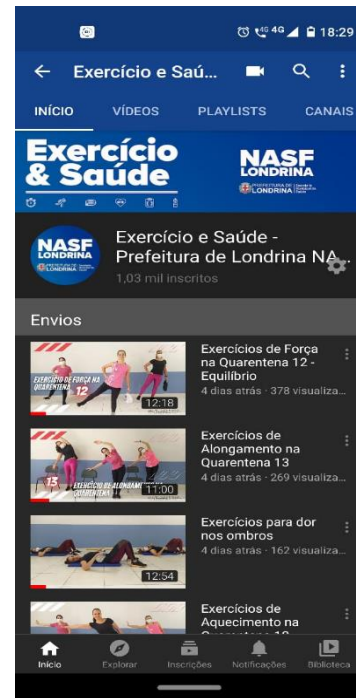 4G 4G 18:29
Exercício e Saú...
INÍCIO VÍDEOS PLAYLISTS CANAIS
Exercício
& Saúde
NASF
LONDRINA
PREFEITURA DE
LONDRINA
NASF
LONDRINA
Exercício e Saúde -
Prefeitura de Londrina NA...
1,03 mil inscritos
Envios
EXERCÍCIO DE FORÇA NA
QUARENTENA 12
12:18
Exercícios de Força
na Quarentena 12 -
Equilíbrio
4 dias atrás · 378 visualiza...
13 EXERCÍCIO DE ALONGAMENTO
QUARENTENA
11:00
Exercícios de
Alongamento na
Quarentena 13
4 dias atrás · 269 visualiza...
12:54
Exercícios para dor
nos ombros
4 dias atrás · 162 visualiza...
Exercícios de
Aquecimento na
Início Explorar Inscrições Notificações Biblioteca